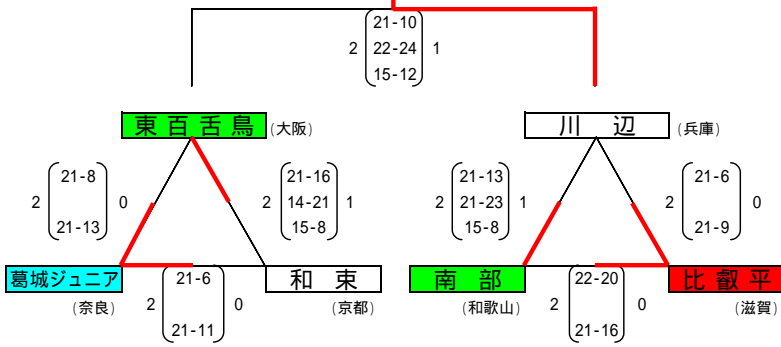 21-10
2 22-24 1
15-12
東百舌鳥 (大阪)
川辺 (兵庫)
21-8
2 0
21-13
21-16
2 14-21 1
15-8
21-13
2 21-23 1
15-8
21-6
2 0
21-9
葛城ジュニア
(奈良)
21-6
2 0
21-11
和束
(京都)
南部
(和歌山)
22-20
2 0
21-16
比叡平
(滋賀)